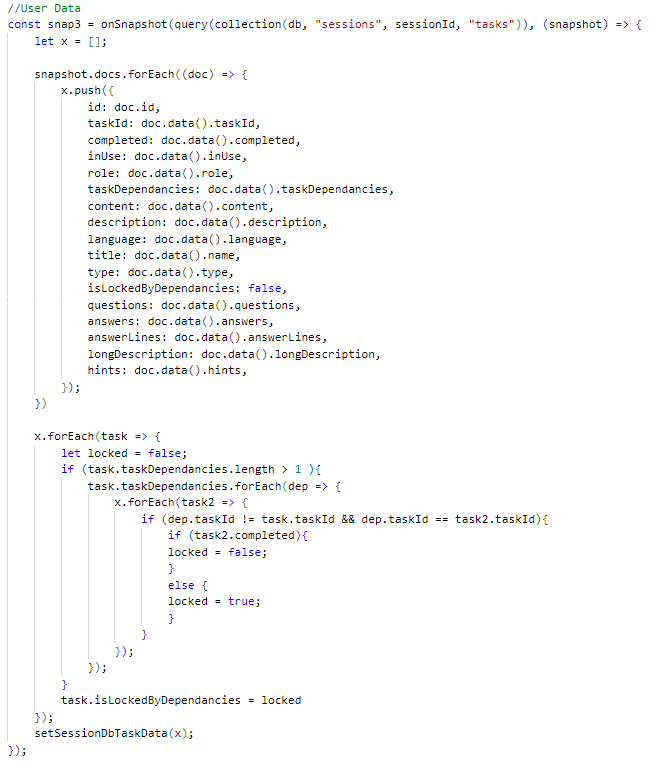 //User Data
const snap3 = onSnapshot(query(collection(db, "sessions", sessionId, "tasks")), (snapshot) => {
    let x = [];

    snapshot.docs.forEach((doc) => {
        x.push({
            id: doc.id,
            taskId: doc.data().taskId,
            completed: doc.data().completed,
            inUse: doc.data().inUse,
            role: doc.data().role,
            taskDependancies: doc.data().taskDependancies,
            content: doc.data().content,
            description: doc.data().description,
            language: doc.data().language,
            title: doc.data().name,
            type: doc.data().type,
            isLockedByDependancies: false,
            questions: doc.data().questions,
            answers: doc.data().answers,
            answerLines: doc.data().answerLines,
            longDescription: doc.data().longDescription,
            hints: doc.data().hints,
        });
    })

    x.forEach(task => {
        let locked = false;
        if (task.taskDependancies.length > 1 ){
            task.taskDependancies.forEach(dep => {
                x.forEach(task2 => {
                    if (dep.taskId != task.taskId && dep.taskId == task2.taskId){
                        if (task2.completed){
                        locked = false;
                        }
                        else {
                        locked = true;
                        }
                    }
                });
            });
        }
        task.isLockedByDependancies = locked
    });
    setSessionDbTaskData(x);
});